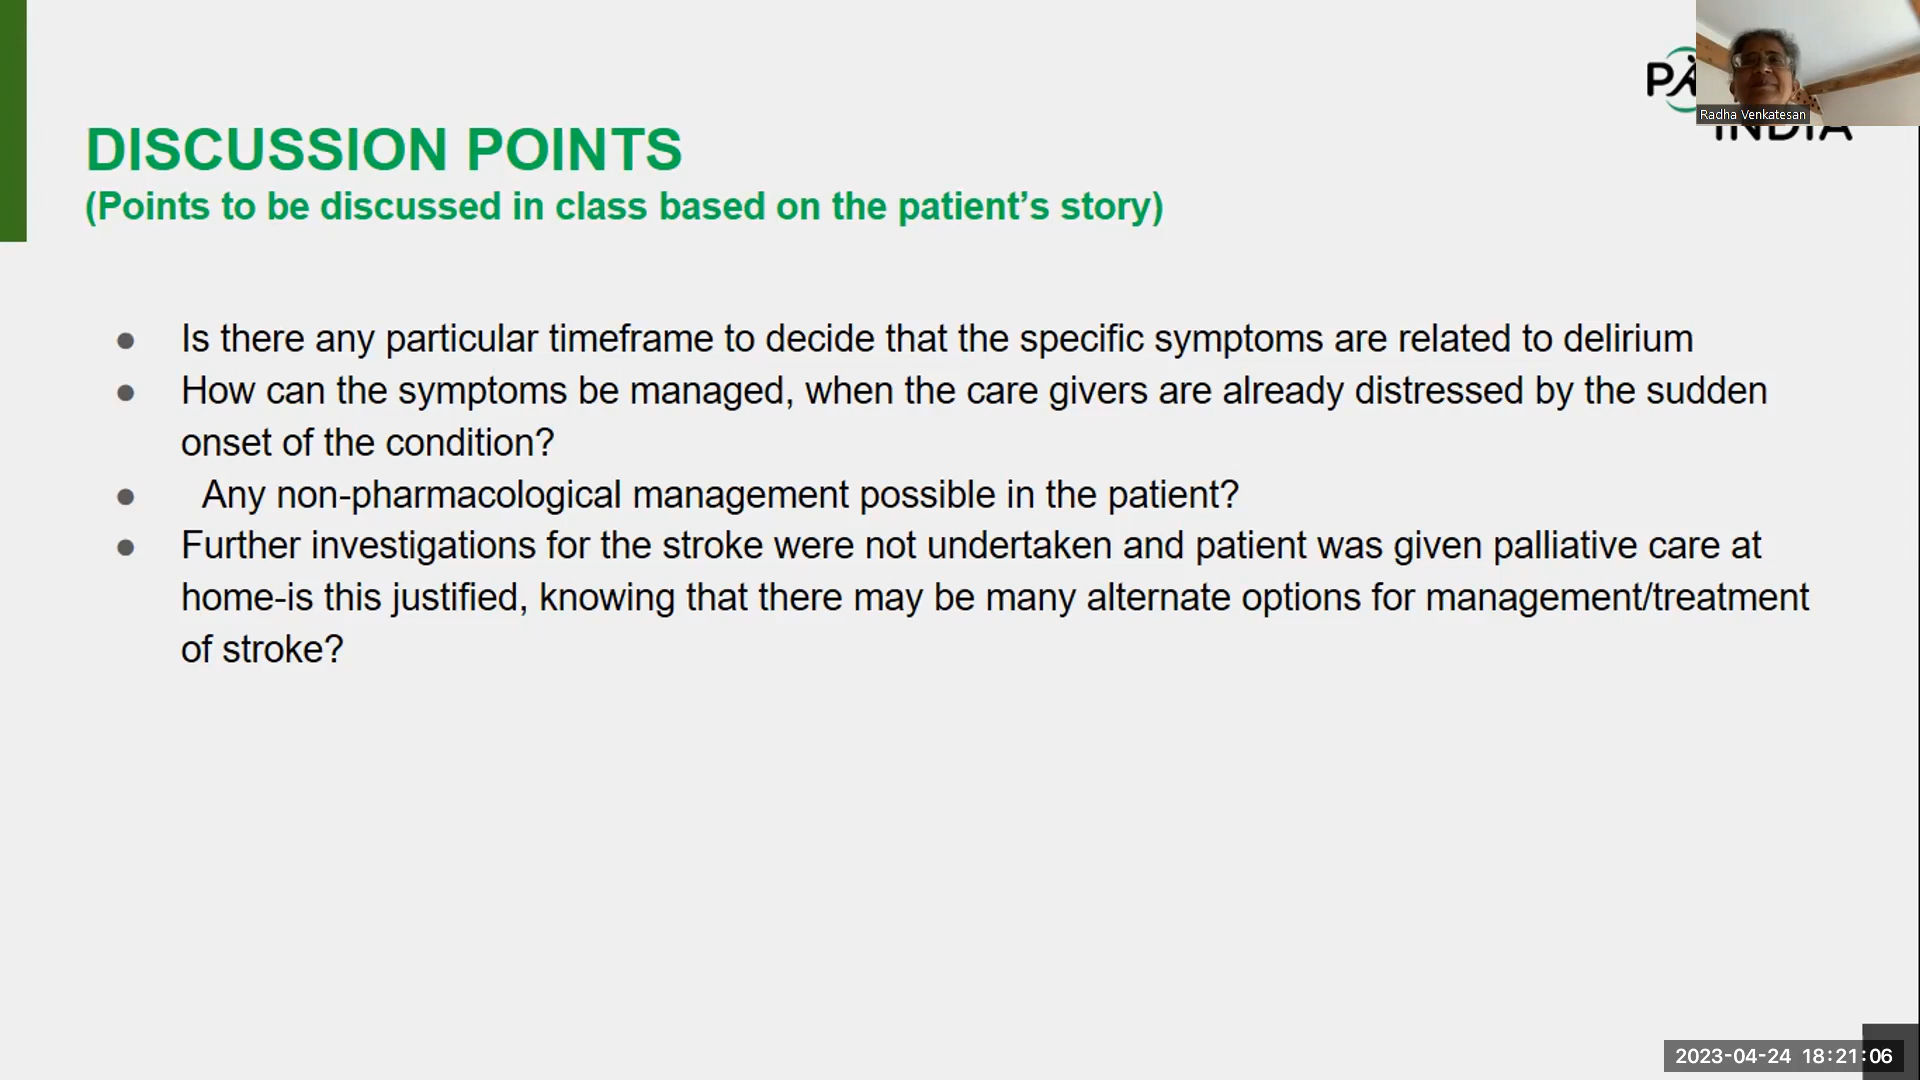 DISCUSSION POINTS
(Points to be discussed in class based on the patient’s story)
Radha Venkatesan
INDIA
● Is there any particular timeframe to decide that the specific symptoms are related to delirium
● How can the symptoms be managed, when the care givers are already distressed by the sudden
onset of the condition?
● Any non-pharmacological management possible in the patient?
● Further investigations for the stroke were not undertaken and patient was given palliative care at
home-is this justified, knowing that there may be many alternate options for management/treatment
of stroke?
2023-04-24 18:21:06